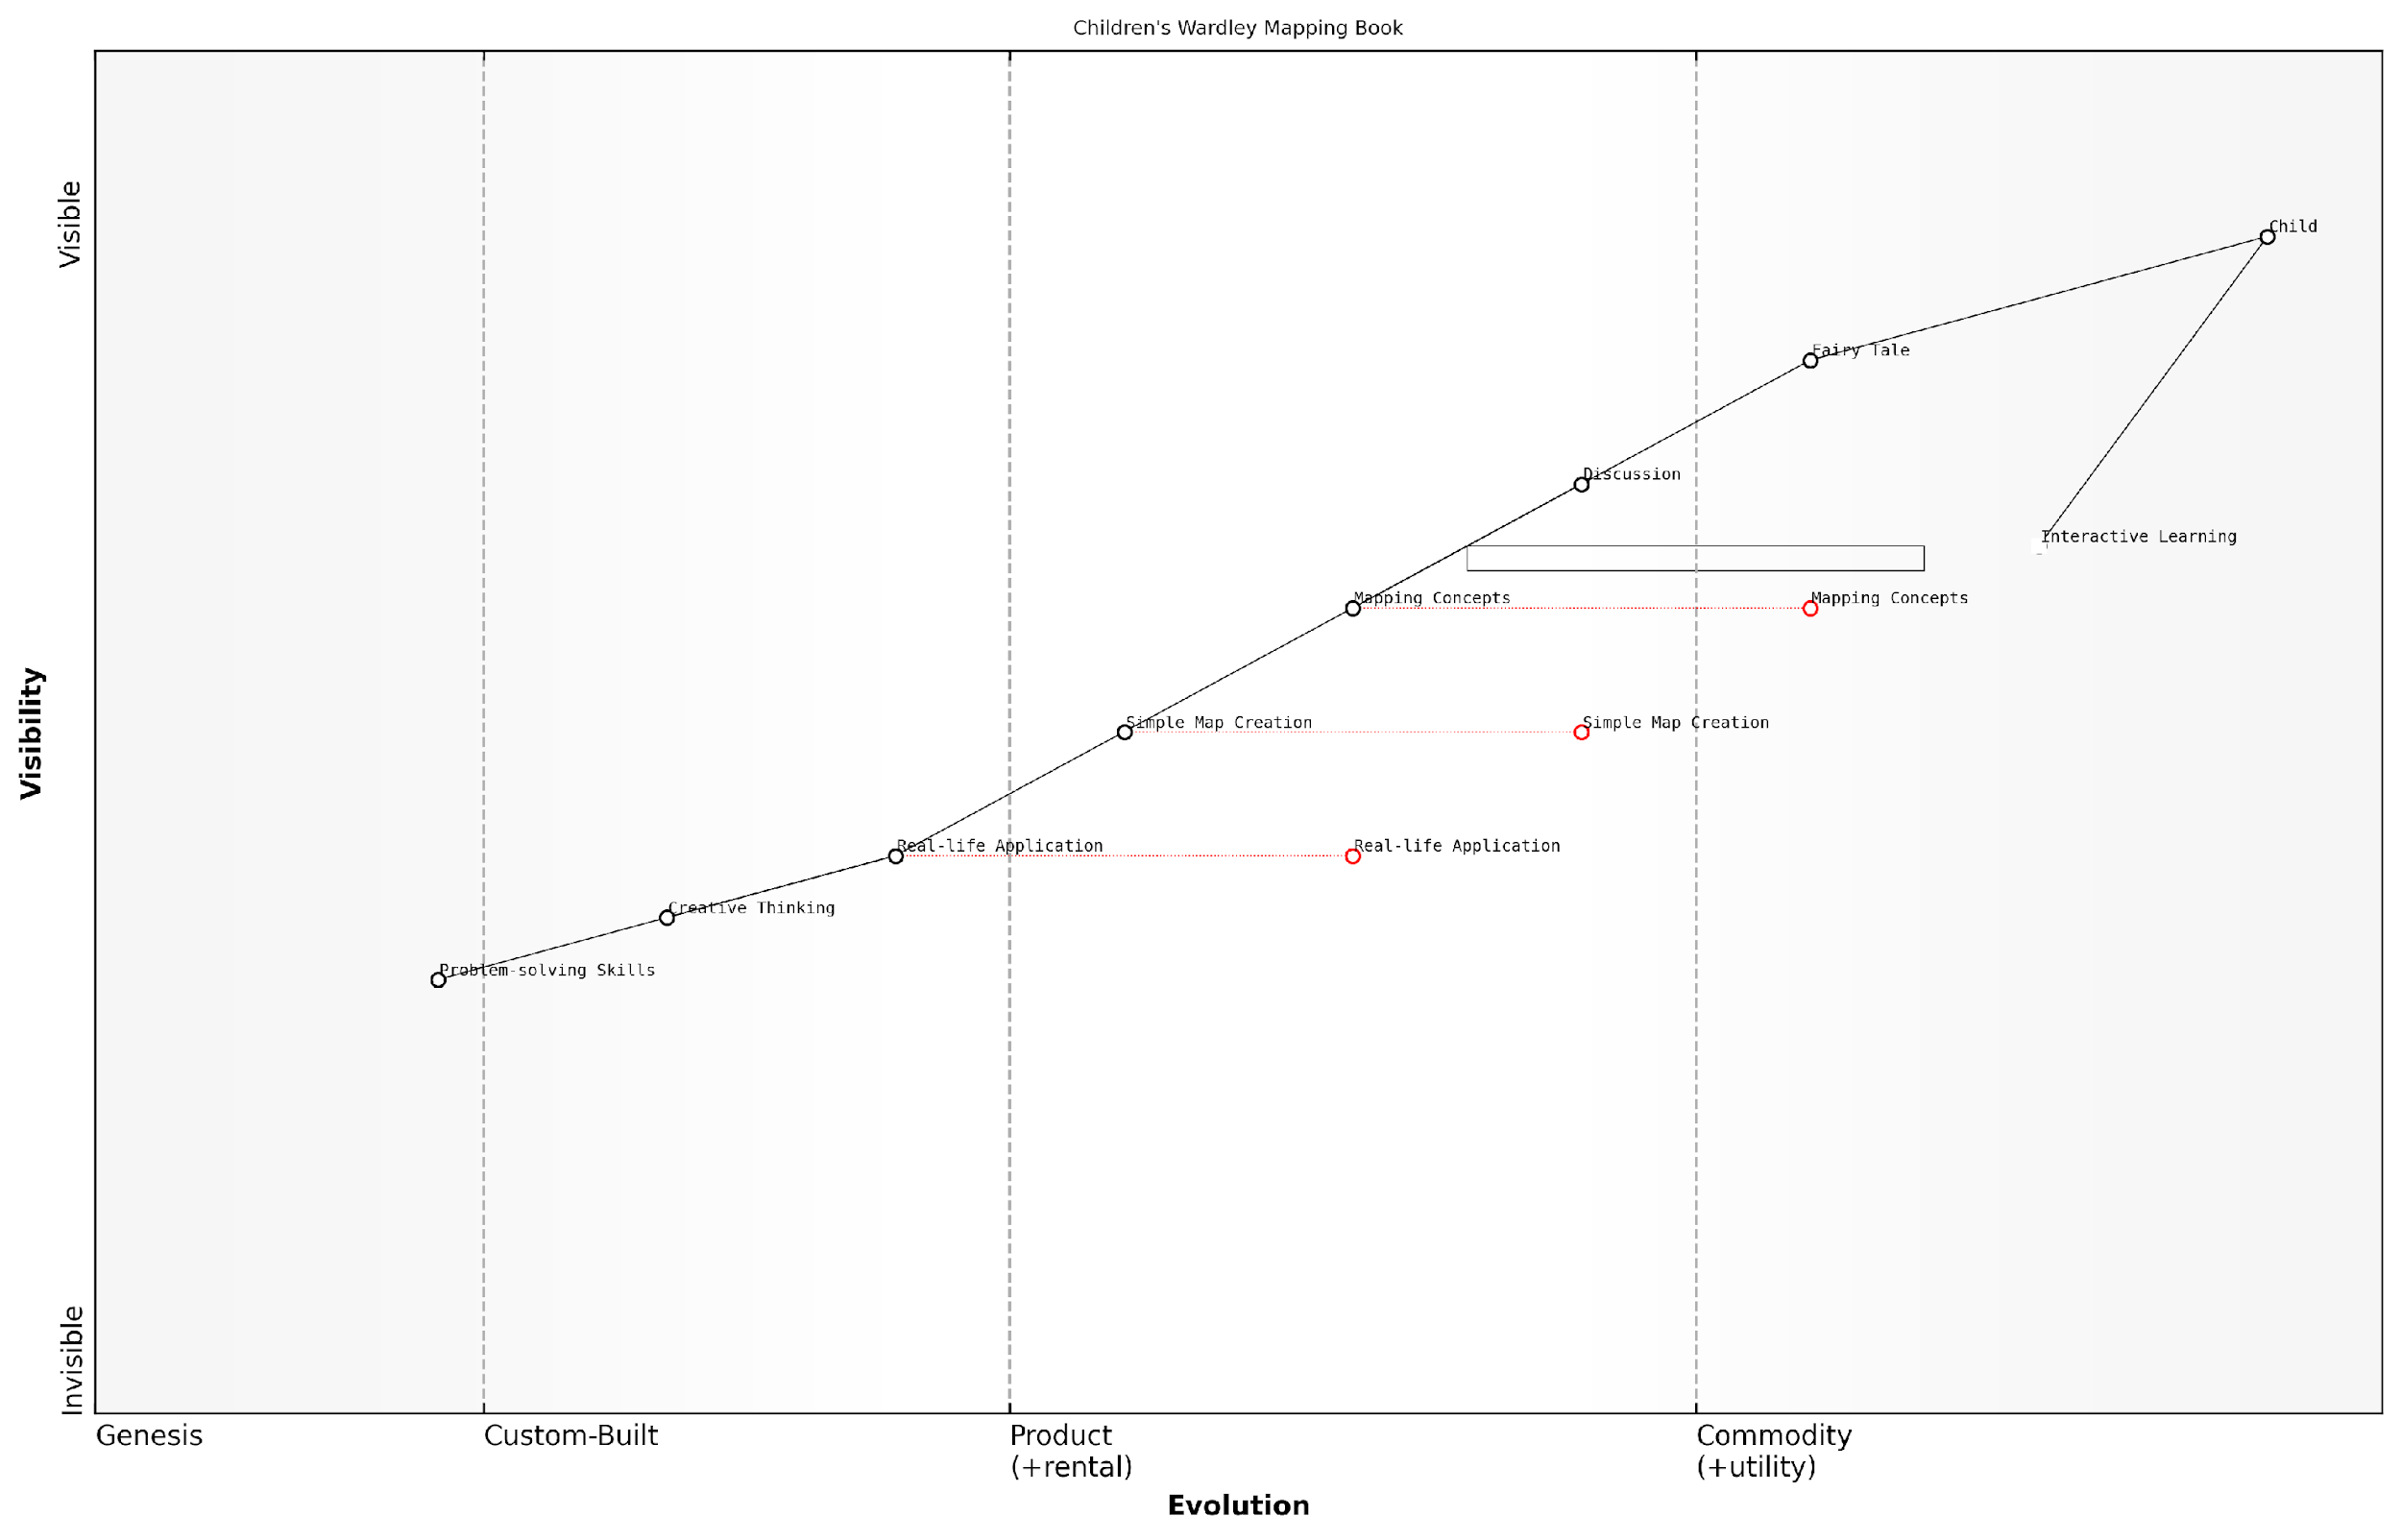 Children's Wardley Mapping Book
Visible
Child
Fairy Tale
Discussion
Interactive Learning
Mapping Concepts
Mapping Concepts
Visibility
Simple Map Creation
Simple Map Creation
Real-life Application
Real-life Application
Creative Thinking
Problem-solving Skills
Invisible
Genesis
Custom-Built
Product
(+rental)
Commodity
(+utility)
Evolution